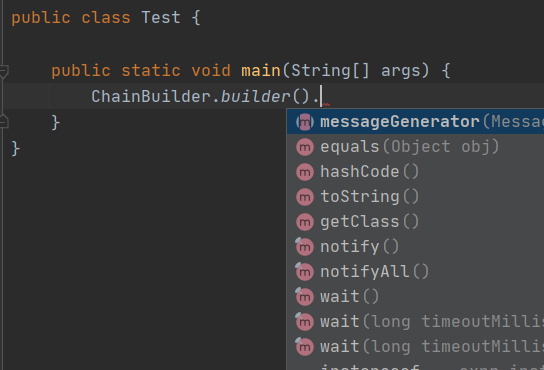 public class Test {
public static void main(String[] args) {
ChainBuilder.builder().
messageGenerator(Messa
equals(Object obj)
hashCode()
toString()
getClass()
notify()
notifyAll()
wait()
wait(long timeoutMillis
wait(long timeoutMillis
}
}